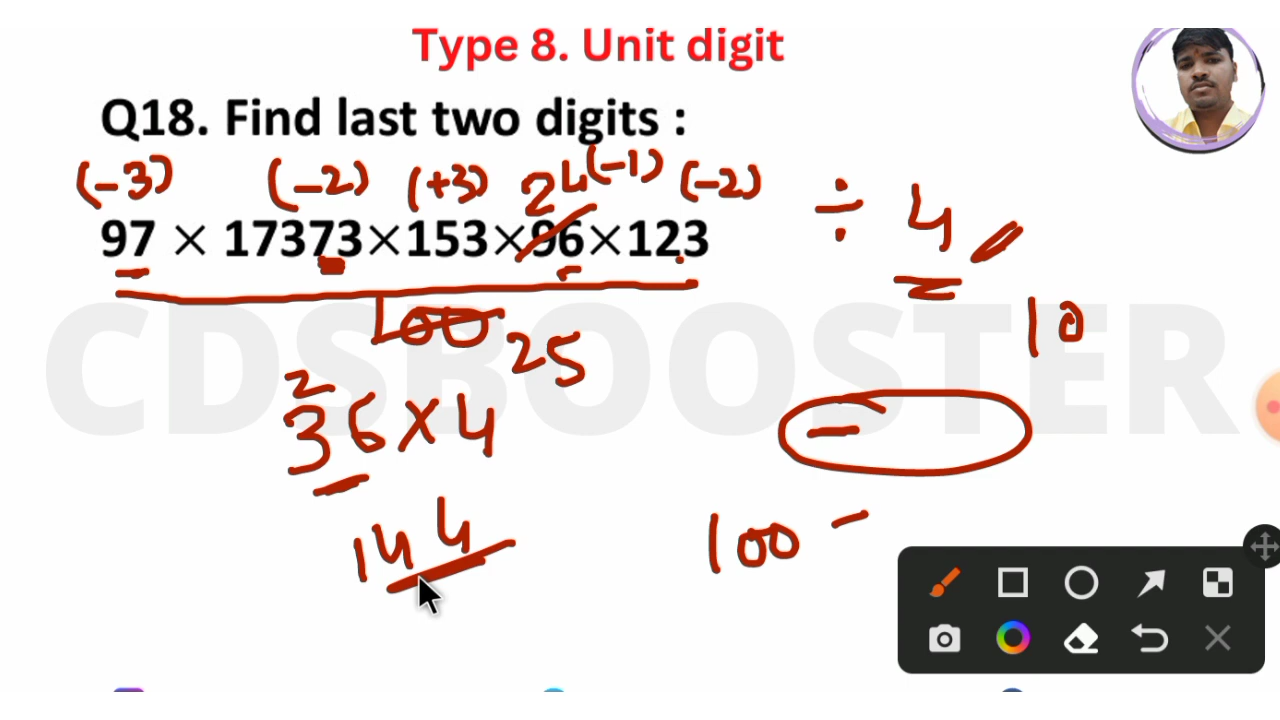 Type 8. Unit digit
Q18. Find last two digits :
(-3) (-2) (+3) 24 (-1) (-2)
97 × 17373×153×96×123 ÷ 4
100 25
10
2
36 × 4
144
100 -
CDSBOOSTER